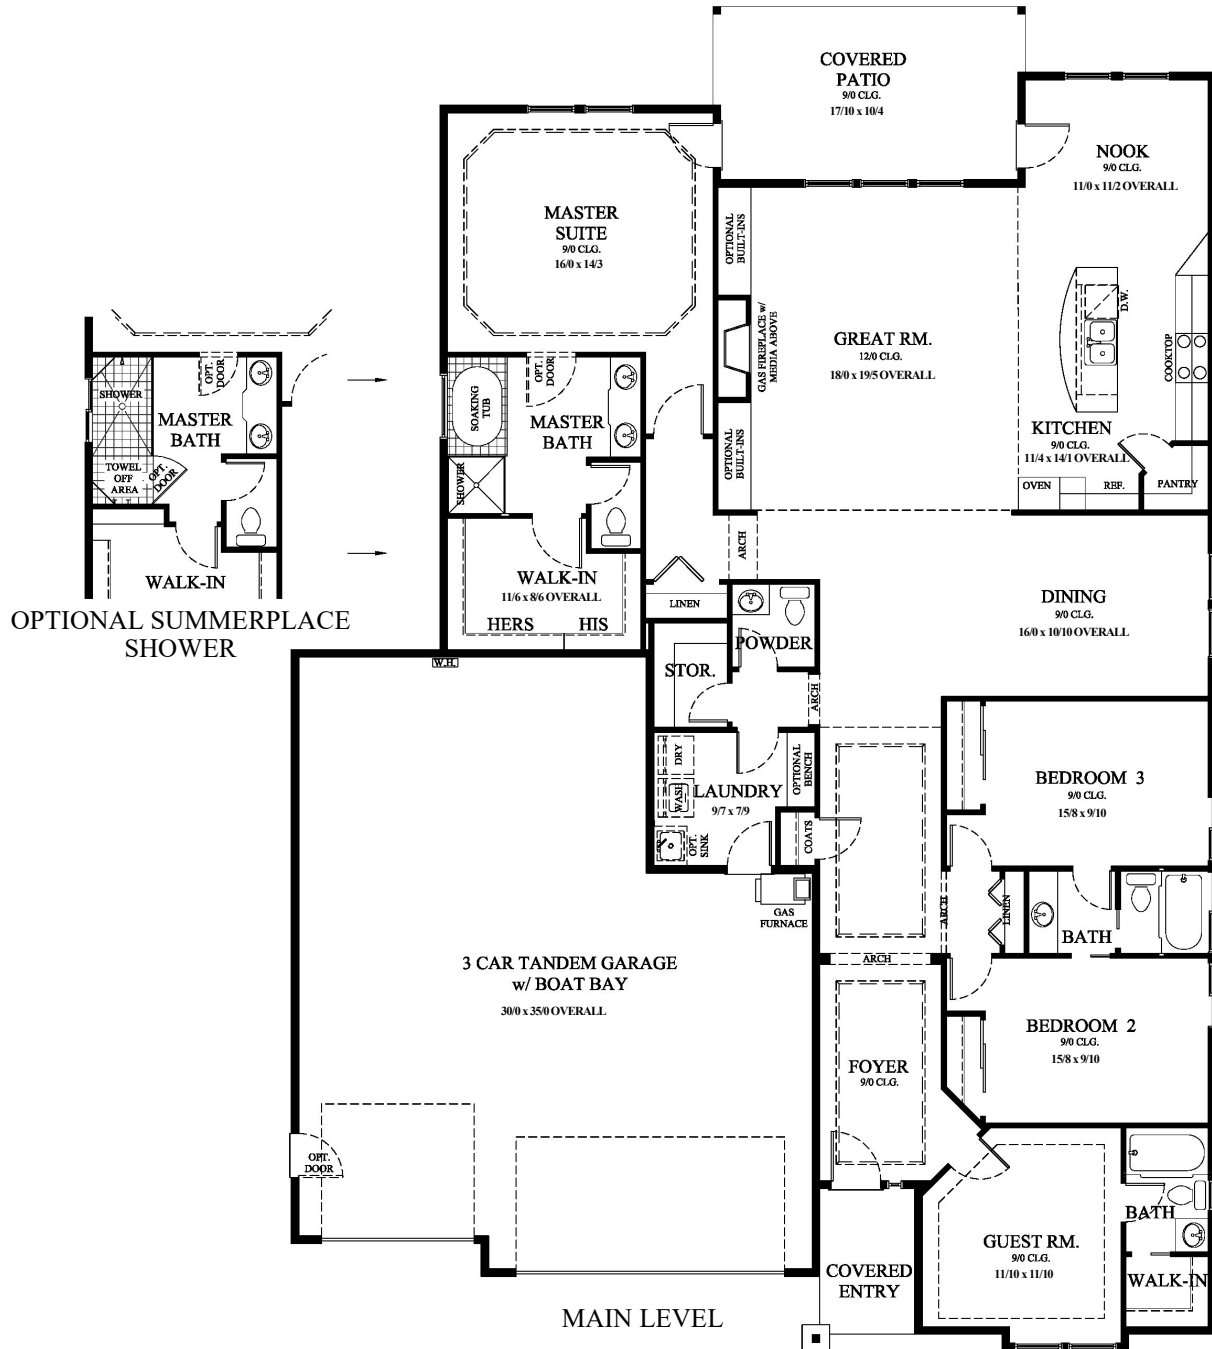 COVERED
PATIO
9/0 CLG.
17/10 x 10/4
NOOK
9/0 CLG.
11/0 x 11/2 OVERALL
MASTER
SUITE
9/0 CLG.
16/0 x 14/3
OPTIONAL
BUILT-INS
GAS FIREPLACE w/
MEDIA ABOVE
OPTIONAL
BUILT-INS
GREAT RM.
12/0 CLG.
18/0 x 19/5 OVERALL
D.W.
COOKTOP
KITCHEN
9/0 CLG.
11/4 x 14/1 OVERALL
OVEN
REF.
PANTRY
SHOWER
OPT.
DOOR
MASTER
BATH
TOWEL
OFF
AREA
OPT.
DOOR
WALK-IN
OPTIONAL SUMMERPLACE
SHOWER
SOAKING
TUB
OPT.
DOOR
MASTER
BATH
SHOWER
WALK-IN
11/6 x 8/6 OVERALL
HERS
HIS
ARCH
LINEN
DINING
9/0 CLG.
16/0 x 10/10 OVERALL
POWDER
STOR.
W.H.
ARCH
DRY
WASH
LAUNDRY
9/7 x 7/9
OPTIONAL
BENCH
OPT.
SINK
COATS
BEDROOM 3
9/0 CLG.
15/8 x 9/10
GAS
FURNACE
ARCH
LINEN
BATH
ARCH
3 CAR TANDEM GARAGE
w/ BOAT BAY
30/0 x 35/0 OVERALL
BEDROOM 2
9/0 CLG.
15/8 x 9/10
FOYER
9/0 CLG.
OPT.
DOOR
BATH
GUEST RM.
9/0 CLG.
11/10 x 11/10
WALK-IN
COVERED
ENTRY
MAIN LEVEL